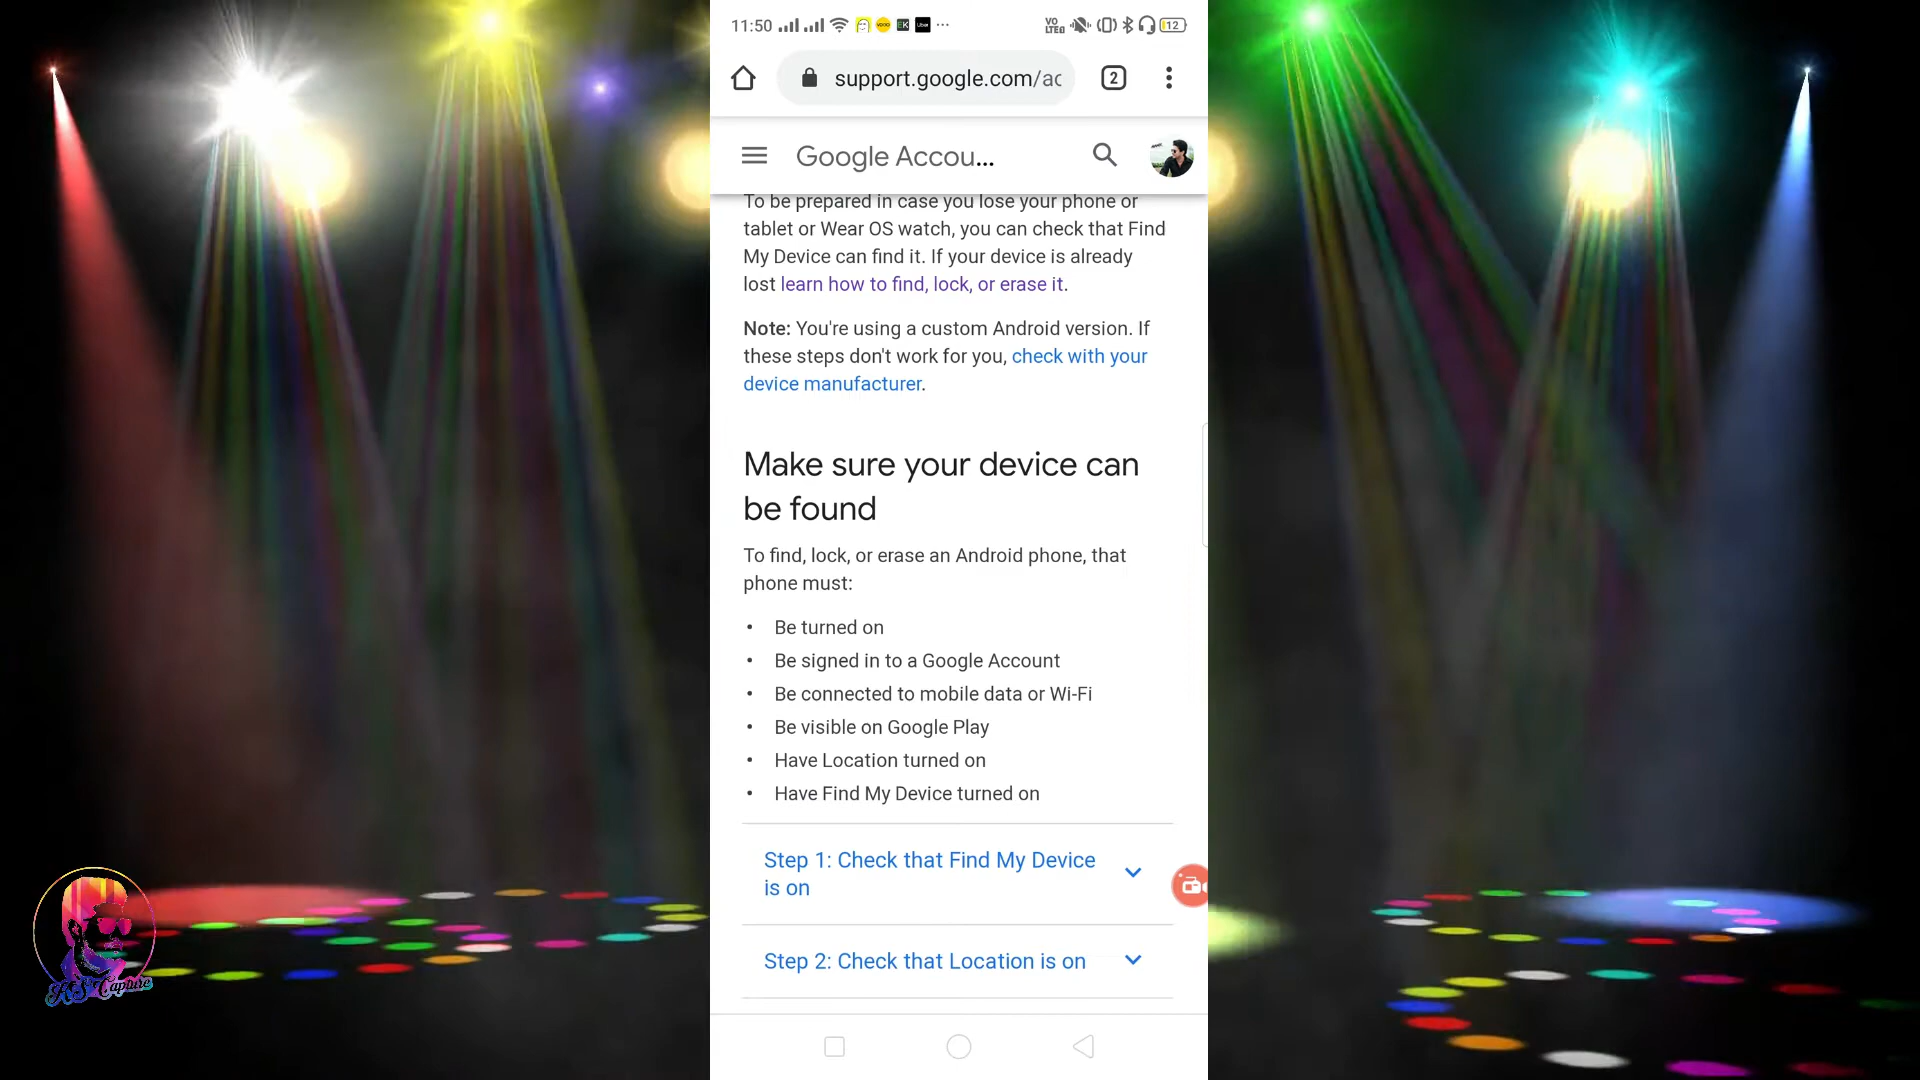 11:50
VO
LTE2
12
support.google.com/ac
2
Google Accou...
To be prepared in case you lose your phone or
tablet or Wear OS watch, you can check that Find
My Device can find it. If your device is already
lost learn how to find, lock, or erase it.
Note: You're using a custom Android version. If
these steps don't work for you, check with your
device manufacturer.
Make sure your device can
be found
To find, lock, or erase an Android phone, that
phone must:
• Be turned on
• Be signed in to a Google Account
• Be connected to mobile data or Wi-Fi
• Be visible on Google Play
• Have Location turned on
• Have Find My Device turned on
Step 1: Check that Find My Device
is on
Step 2: Check that Location is on
Capture